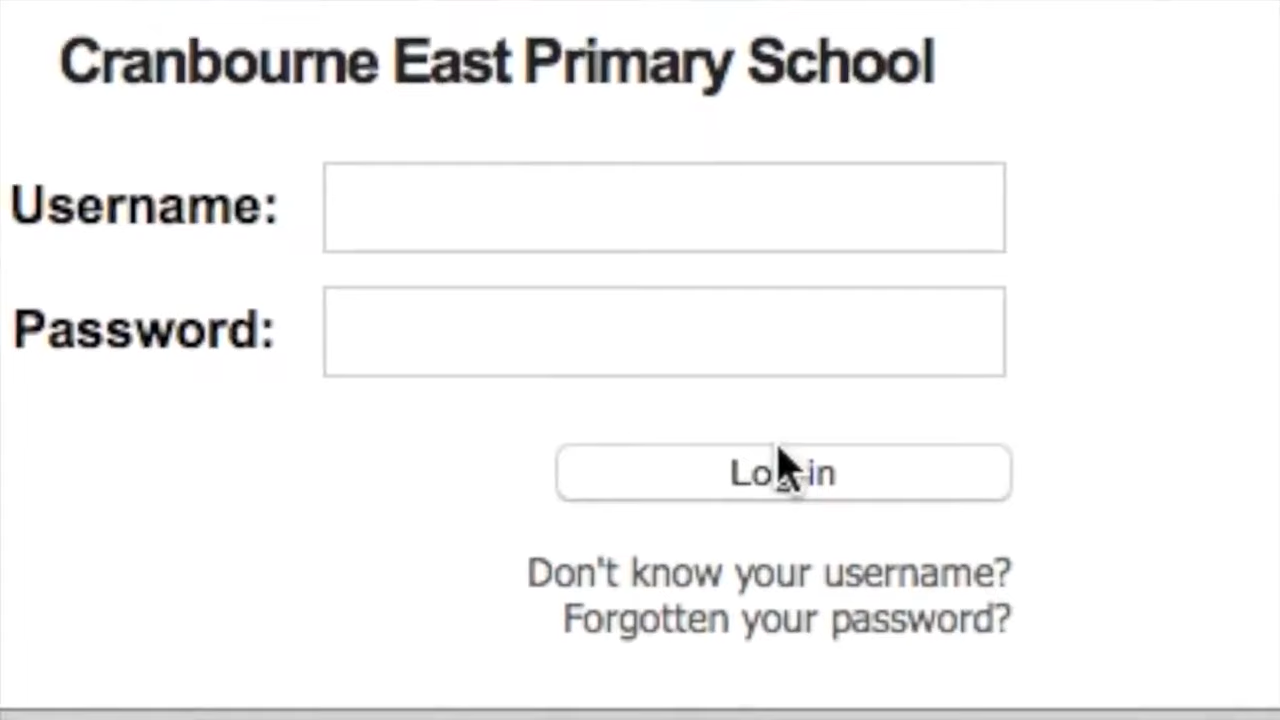 Cranbourne East Primary School
Username:
Password:
Log in
Don't know your username?
Forgotten your password?